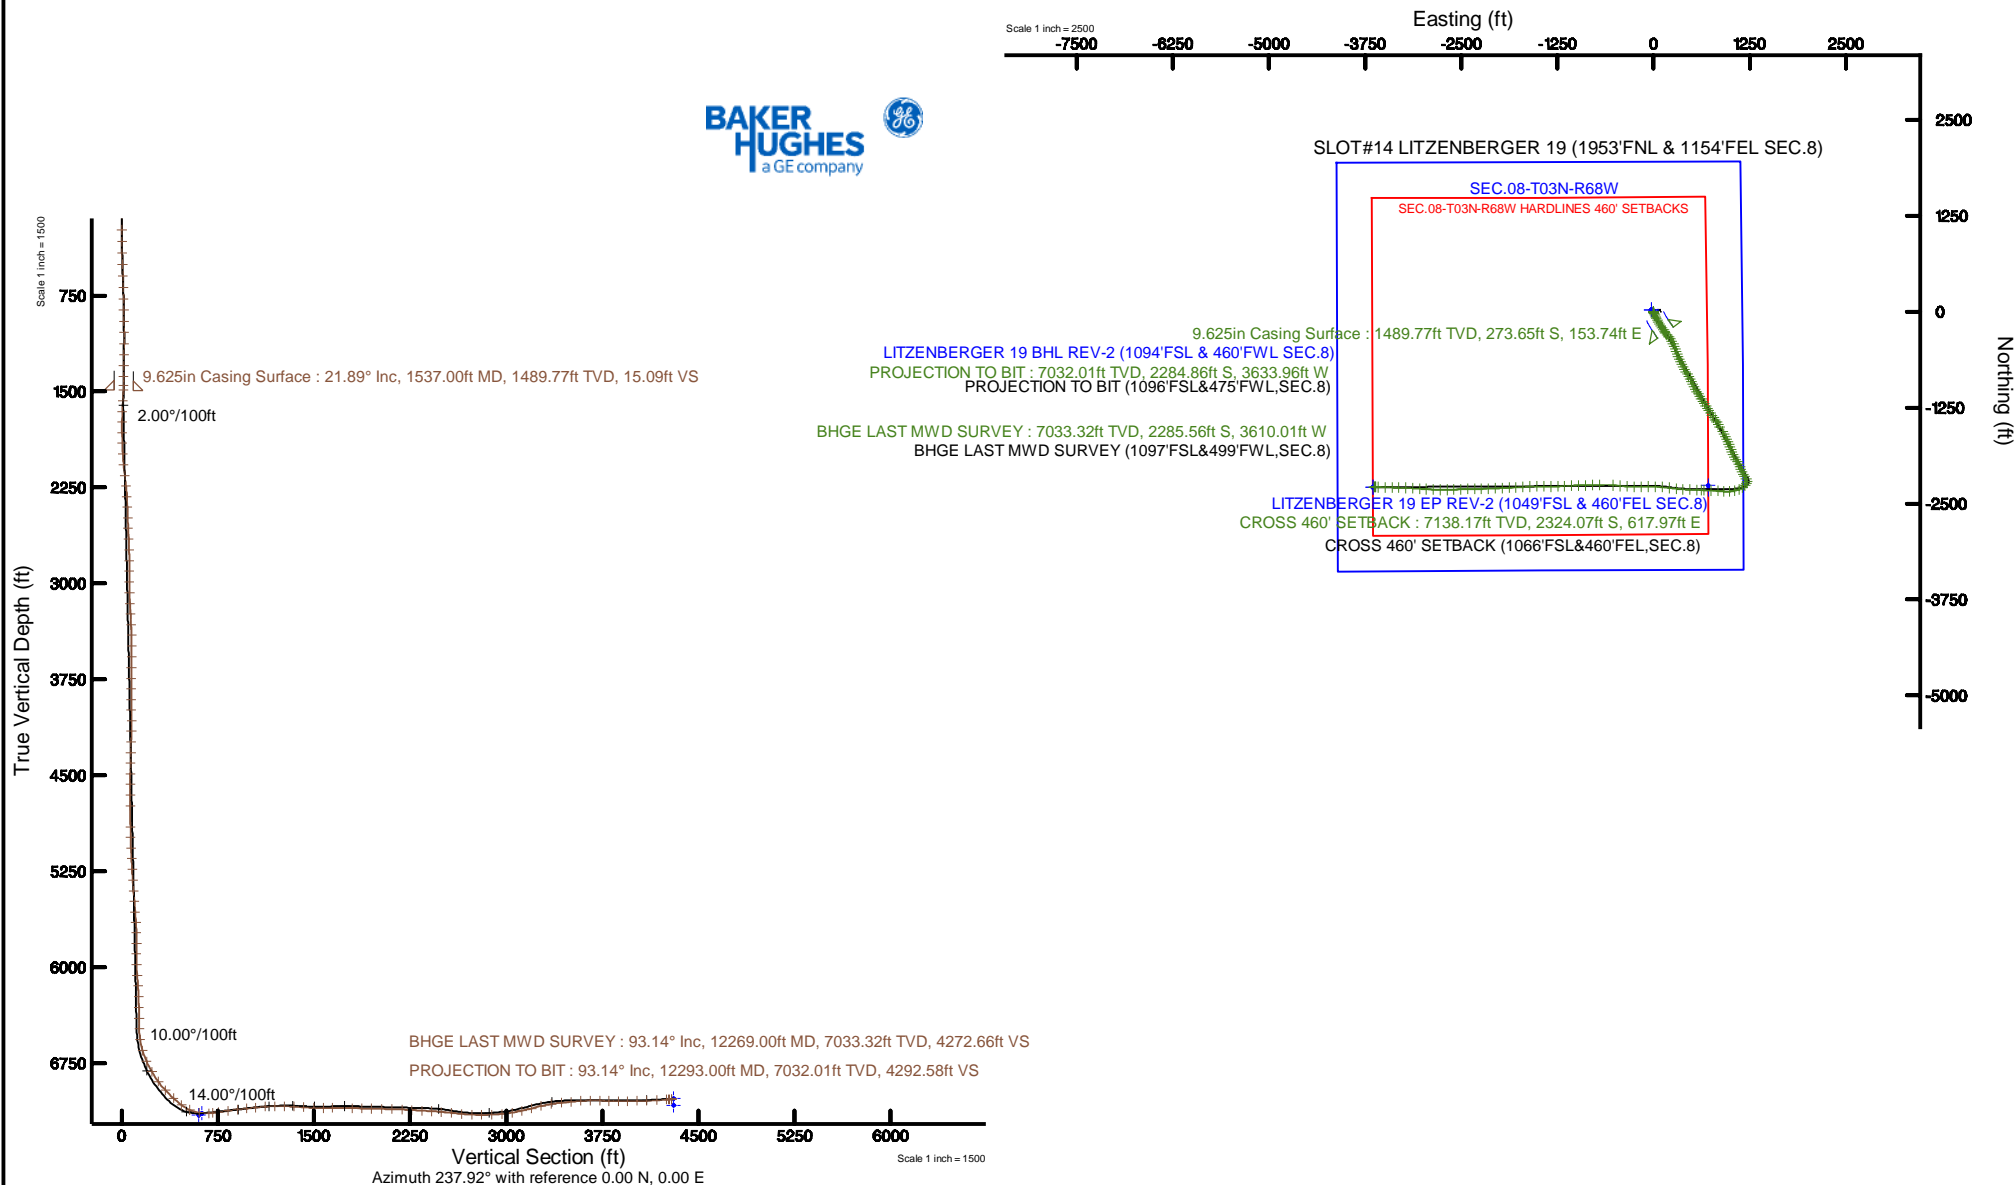 Scale 1 inch = 2500
Easting (ft)
-7500
-6250
-5000
-3750
-2500
-1250
0
1250
2500
BAKER
HUGHES
a GE company
SLOT#14 LITZENBERGER 19 (1953'FNL & 1154'FEL SEC.8)
SEC.08-T03N-R68W
SEC.08-T03N-R68W HARDLINES 460' SETBACKS
9.625in Casing Surface : 1489.77ft TVD, 273.65ft S, 153.74ft E
LITZENBERGER 19 BHL REV-2 (1094'FSL & 460'FWL SEC.8)
PROJECTION TO BIT : 7032.01ft TVD, 2284.86ft S, 3633.96ft W
PROJECTION TO BIT (1096'FSL&475'FWL,SEC.8)
BHGE LAST MWD SURVEY : 7033.32ft TVD, 2285.56ft S, 3610.01ft W
BHGE LAST MWD SURVEY (1097'FSL&499'FWL,SEC.8)
LITZENBERGER 19 EP REV-2 (1049'FSL & 460'FEL SEC.8)
CROSS 460' SETBACK : 7138.17ft TVD, 2324.07ft S, 617.97ft E
CROSS 460' SETBACK (1066'FSL&460'FEL,SEC.8)
2500
1250
0
-1250
-2500
-3750
-5000
Northing (ft)
Scale 1 inch = 1500
True Vertical Depth (ft)
750
1500
2250
3000
3750
4500
5250
6000
6750
9.625in Casing Surface : 21.89° Inc, 1537.00ft MD, 1489.77ft TVD, 15.09ft VS
2.00°/100ft
10.00°/100ft
14.00°/100ft
BHGE LAST MWD SURVEY : 93.14° Inc, 12269.00ft MD, 7033.32ft TVD, 4272.66ft VS
PROJECTION TO BIT : 93.14° Inc, 12293.00ft MD, 7032.01ft TVD, 4292.58ft VS
0
750
1500
2250
3000
3750
4500
5250
6000
Vertical Section (ft)
Scale 1 inch = 1500
Azimuth 237.92° with reference 0.00 N, 0.00 E